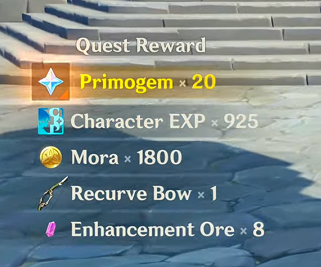 Quest Reward
Primogem × 20
Character EXP × 925
Mora × 1800
Recurve Bow × 1
Enhancement Ore × 8